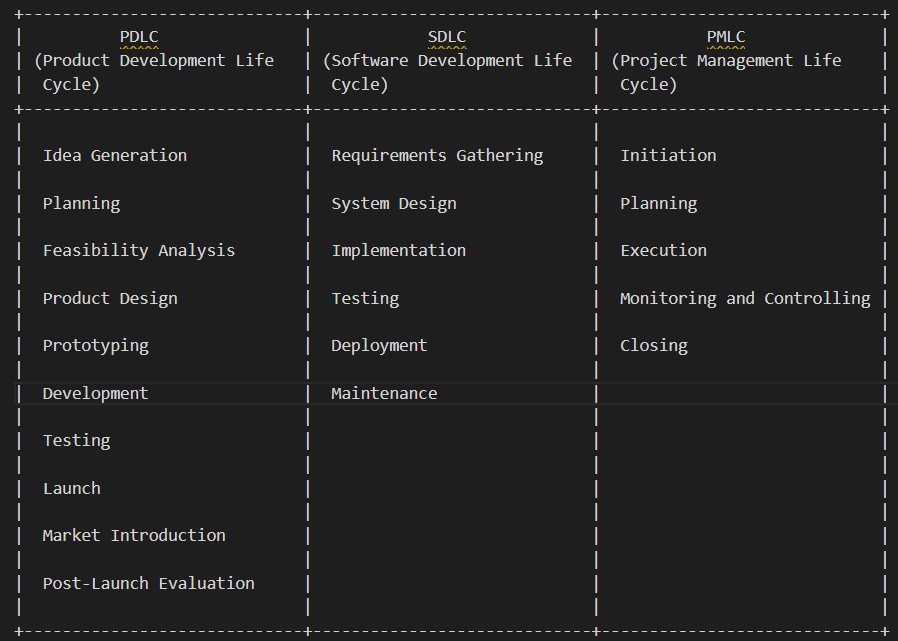 PDLC SDLC PMLC
(Product Development Life (Software Development Life (Project Management Life
Cycle) Cycle) Cycle)
Idea Generation Requirements Gathering Initiation
Planning System Design Planning
Feasibility Analysis Implementation Execution
Product Design Testing Monitoring and Controlling
Prototyping Deployment Closing
Development Maintenance
Testing
Launch
Market Introduction
Post-Launch Evaluation